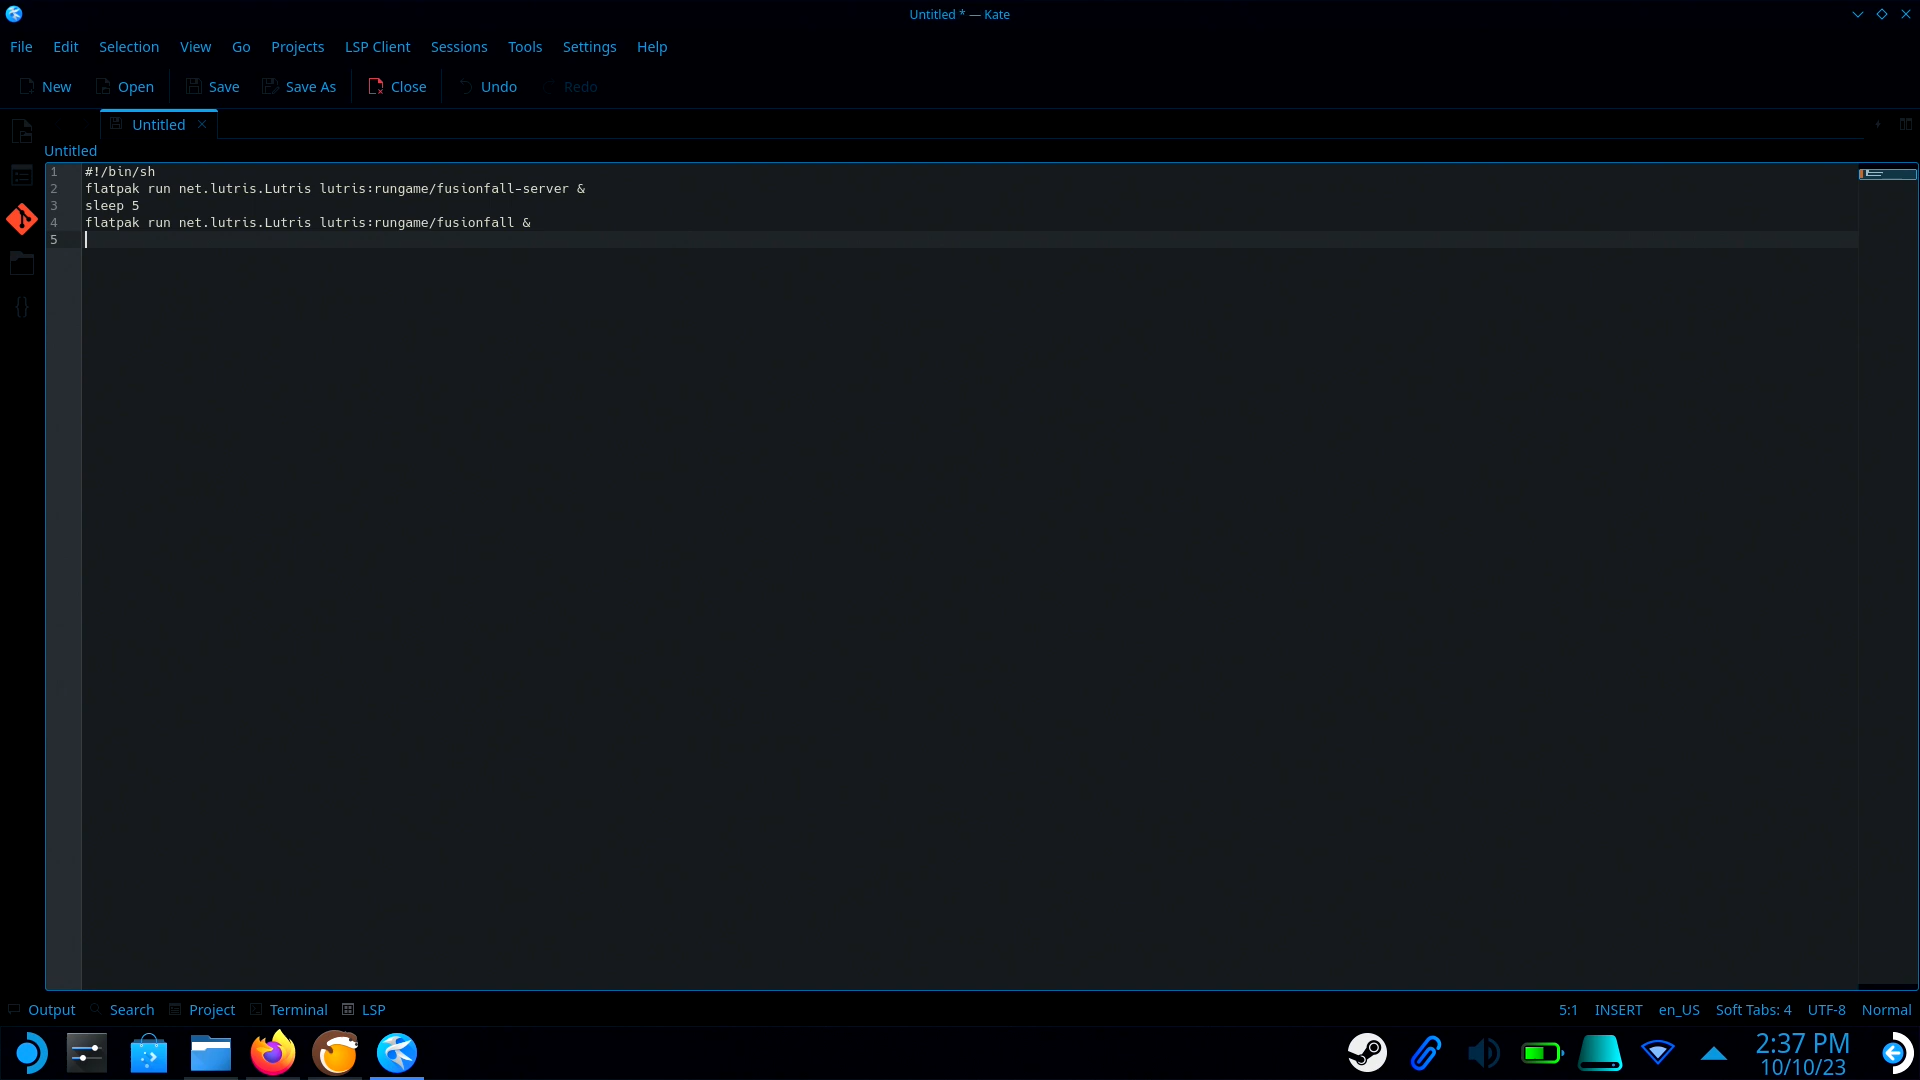 Untitled * — Kate
File Edit Selection View Go Projects LSP Client Sessions Tools Settings Help
New Open Save Save As Close Undo Redo
Untitled
Untitled
1 #!/bin/sh
2 flatpak run net.lutris.Lutris lutris:rungame/fusionfall-server &
3 sleep 5
4 flatpak run net.lutris.Lutris lutris:rungame/fusionfall &
5
Output Search Project Terminal LSP 5:1 INSERT en_US Soft Tabs: 4 UTF-8 Normal
2:37 PM
10/10/23